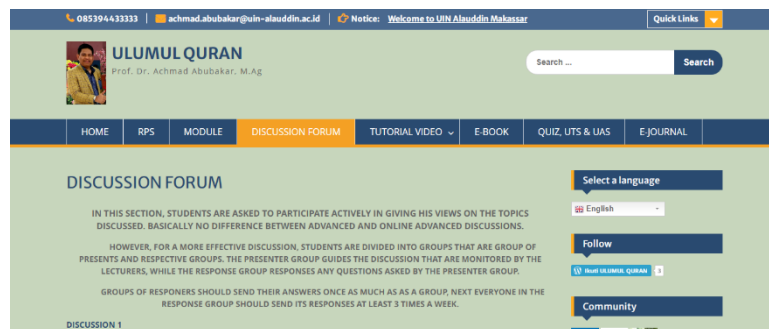 085394433333 achmad.abubakar@uin-alauddin.ac.id Notice: Welcome to UIN Alauddin Makassar Quick Links
ULUMUL QURAN
Prof. Dr. Achmad Abubakar, M.Ag
Search ... Search
HOME RPS MODULE DISCUSSION FORUM TUTORIAL VIDEO E-BOOK QUIZ, UTS & UAS E-JOURNAL
DISCUSSION FORUM
IN THIS SECTION, STUDENTS ARE ASKED TO PARTICIPATE ACTIVELY IN GIVING HIS VIEWS ON THE TOPICS
DISCUSSED. BASICALLY NO DIFFERENCE BETWEEN ADVANCED AND ONLINE ADVANCED DISCUSSIONS.
HOWEVER, FOR A MORE EFFECTIVE DISCUSSION, STUDENTS ARE DIVIDED INTO GROUPS THAT ARE GROUP OF
PRESENTS AND RESPECTIVE GROUPS. THE PRESENTER GROUP GUIDES THE DISCUSSION THAT ARE MONITORED BY THE
LECTURERS, WHILE THE RESPONSE GROUP RESPONSES ANY QUESTIONS ASKED BY THE PRESENTER GROUP.
GROUPS OF RESPONERS SHOULD SEND THEIR ANSWERS ONCE AS MUCH AS AS A GROUP, NEXT EVERYONE IN THE
RESPONSE GROUP SHOULD SEND ITS RESPONSES AT LEAST 3 TIMES A WEEK.
DISCUSSION 1
Select a language
English
Follow
Ikuti ULUMUL QURAN 3
Community